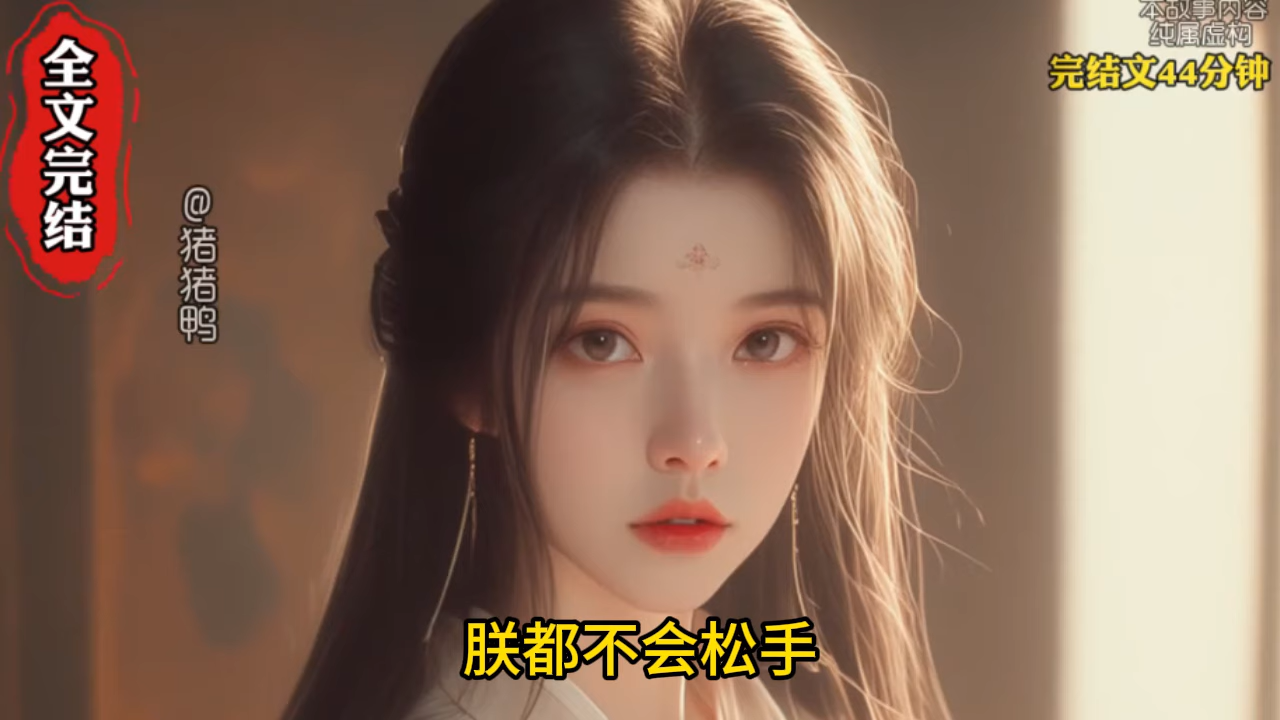 全文完结
@猪猪鸭
本故事内容
纯属虚构
完结文44分钟
朕都不会松手